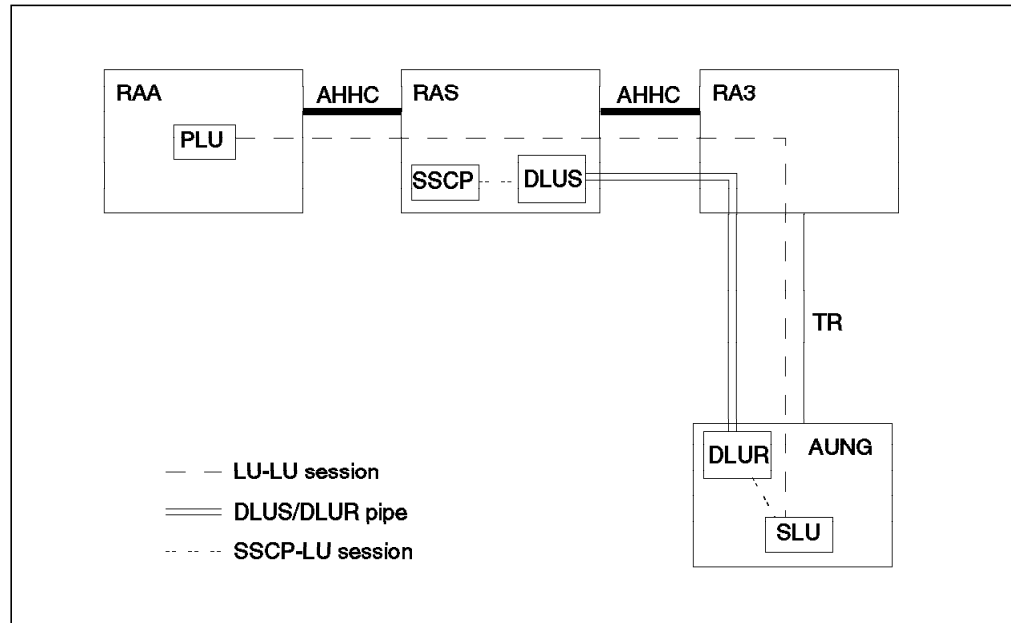 RAA
AHHC
RAS
AHHC
RA3
PLU
SSCP
DLUS
TR
DLUR
AUNG
SLU
LU-LU session
DLUS/DLUR pipe
SSCP-LU session